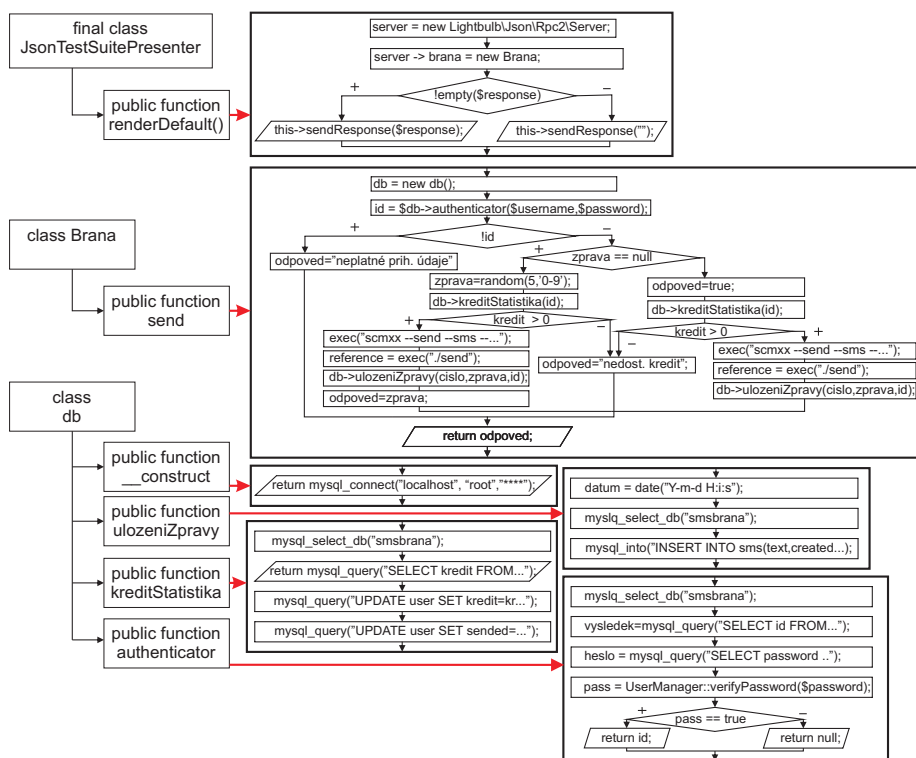 final class
JsonTestSuitePresenter
public function
renderDefault()
server = new Lightbulb\Json\Rpc2\Server;
server -> brana = new Brana;
+
!empty($response)
–
this->sendResponse($response);
this->sendResponse("");
class Brana
public function
send
db = new db();
id = $db->authenticator($username,$password);
+
!id
–
odpoved="neplatné prih. údaje"
+
zprava == null
–
zprava=random(5,'0-9');
db->kreditStatistika(id);
+
kredit > 0
–
exec("scmxx --send --sms --...");
reference = exec("./send");
db->ulozeniZpravy(cislo,zprava,id);
odpoved=zprava;
odpoved="nedost. kredit";
odpoved=true;
db->kreditStatistika(id);
–
kredit > 0
+
exec("scmxx --send --sms --...");
reference = exec("./send");
db->ulozeniZpravy(cislo,zprava,id);
return odpoved;
class
db
public function
__construct
public function
ulozeniZpravy
public function
kreditStatistika
public function
authenticator
return mysql_connect("localhost", "root","****");
mysql_select_db("smsbrana");
return mysql_query("SELECT kredit FROM...");
mysql_query("UPDATE user SET kredit=kr...");
mysql_query("UPDATE user SET sended=...");
datum = date("Y-m-d H:i:s");
myslq_select_db("smsbrana");
mysql_into("INSERT INTO sms(text,created...);
myslq_select_db("smsbrana");
vysledek=mysql_query("SELECT id FROM...");
heslo = mysql_query("SELECT password ..");
pass = UserManager::verifyPassword($password);
+
pass == true
–
return id;
return null;